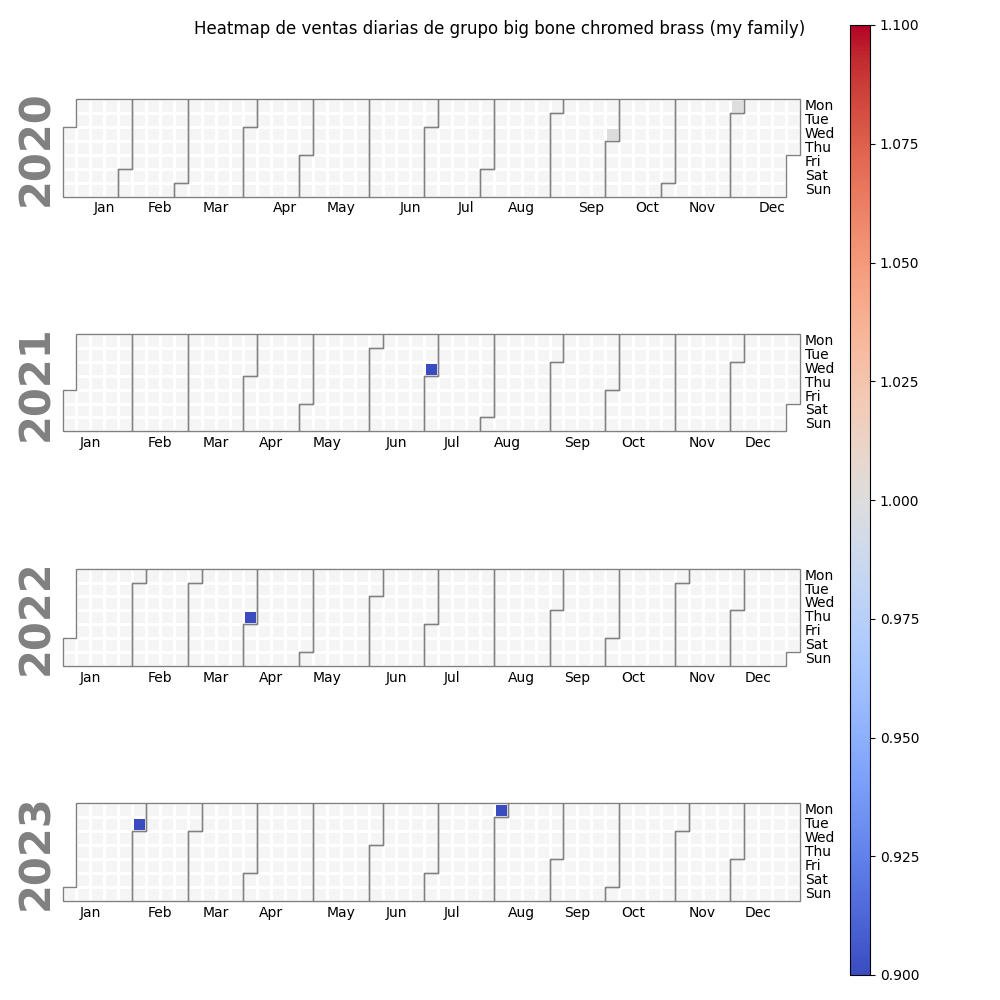 Heatmap de ventas diarias de grupo big bone chromed brass (my family)
2020
Mon
Tue
Wed
Thu
Fri
Sat
Sun
Jan Feb Mar Apr May Jun Jul Aug Sep Oct Nov Dec
2021
Mon
Tue
Wed
Thu
Fri
Sat
Sun
Jan Feb Mar Apr May Jun Jul Aug Sep Oct Nov Dec
2022
Mon
Tue
Wed
Thu
Fri
Sat
Sun
Jan Feb Mar Apr May Jun Jul Aug Sep Oct Nov Dec
2023
Mon
Tue
Wed
Thu
Fri
Sat
Sun
Jan Feb Mar Apr May Jun Jul Aug Sep Oct Nov Dec
1.100
1.075
1.050
1.025
1.000
0.975
0.950
0.925
0.900